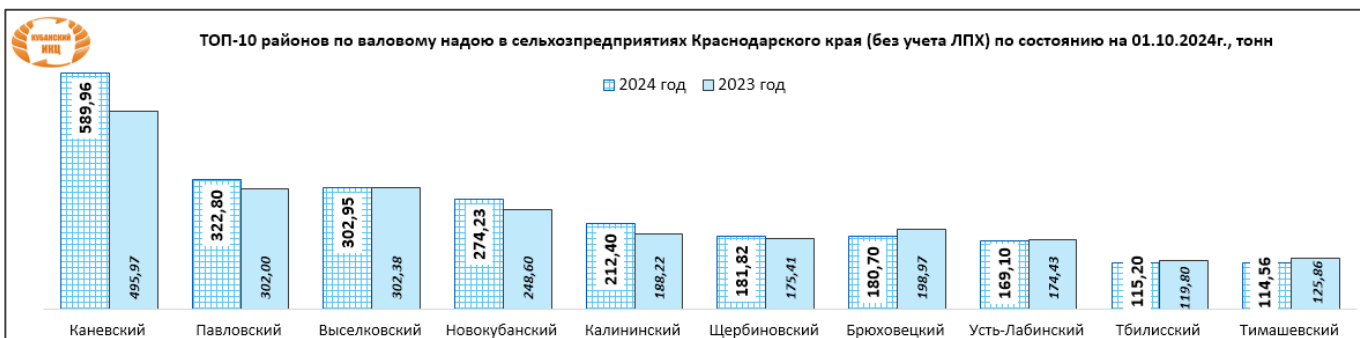 КУБАНСКИЙ
ИКЦ
ТОП-10 районов по валовому надою в сельхозпредприятиях Краснодарского края (без учета ЛПХ) по состоянию на 01.10.2024г., тонн
2024 год 2023 год
589,96 495,97 322,80 302,00 302,95 302,38 274,23 248,60 212,40 188,22 181,82 175,41 180,70 198,97 169,10 174,43 115,20 119,80 114,56 125,86
Каневский Павловский Выселковский Новокубанский Калининский Щербиновский Брюховецкий Усть-Лабинский Тбилисский Тимашевский